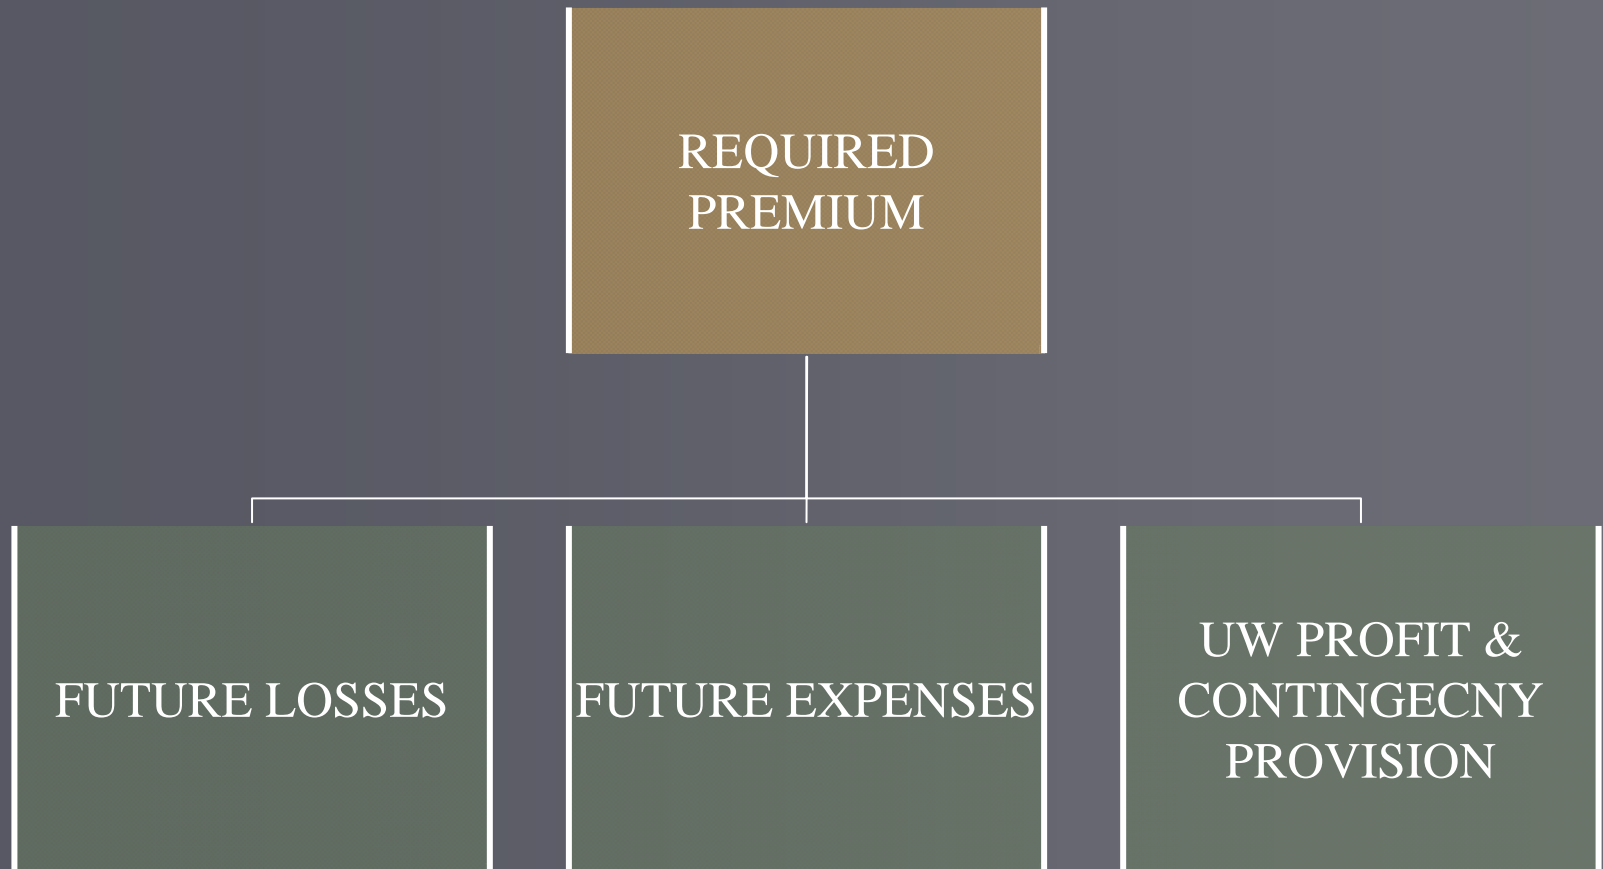 REQUIRED
PREMIUM
FUTURE LOSSES
FUTURE EXPENSES
UW PROFIT &
CONTINGECNY
PROVISION